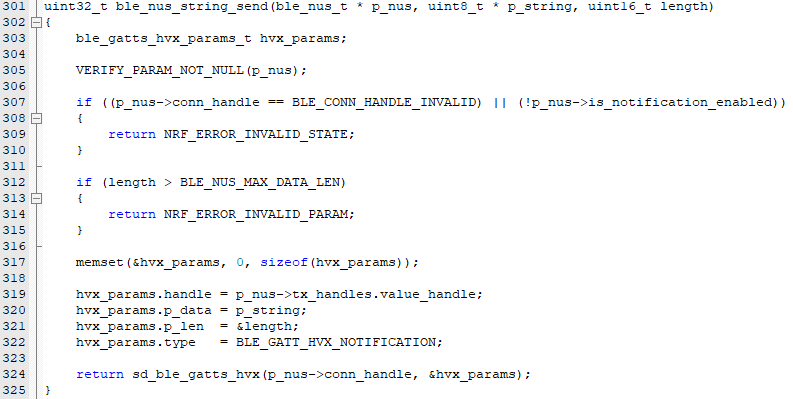 301 uint32_t ble_nus_string_send(ble_nus_t * p_nus, uint8_t * p_string, uint16_t length)
302 {
303     ble_gatts_hvx_params_t hvx_params;
304
305     VERIFY_PARAM_NOT_NULL(p_nus);
306
307     if ((p_nus->conn_handle == BLE_CONN_HANDLE_INVALID) || (!p_nus->is_notification_enabled))
308     {
309         return NRF_ERROR_INVALID_STATE;
310     }
311
312     if (length > BLE_NUS_MAX_DATA_LEN)
313     {
314         return NRF_ERROR_INVALID_PARAM;
315     }
316
317     memset(&hvx_params, 0, sizeof(hvx_params));
318
319     hvx_params.handle = p_nus->tx_handles.value_handle;
320     hvx_params.p_data = p_string;
321     hvx_params.p_len  = &length;
322     hvx_params.type   = BLE_GATT_HVX_NOTIFICATION;
323
324     return sd_ble_gatts_hvx(p_nus->conn_handle, &hvx_params);
325 }